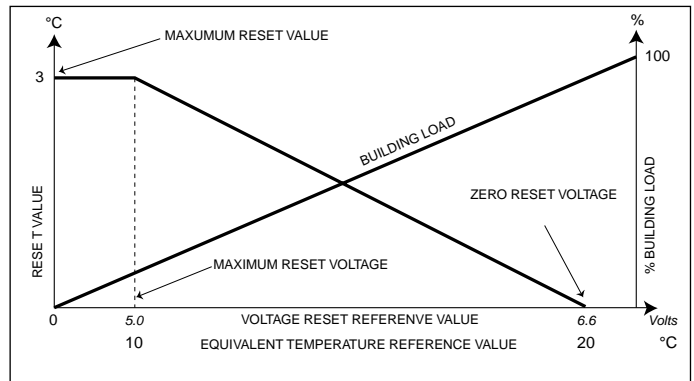 °C
%
MAXUMUM RESET VALUE
3
100
BUILDING LOAD
ZERO RESET VOLTAGE
RESE T VALUE
% BUILDING LOAD
MAXIMUM RESET VOLTAGE
0 5.0 VOLTAGE RESET REFERENVE VALUE 6.6 Volts
10 EQUIVALENT TEMPERATURE REFERENCE VALUE 20 °C